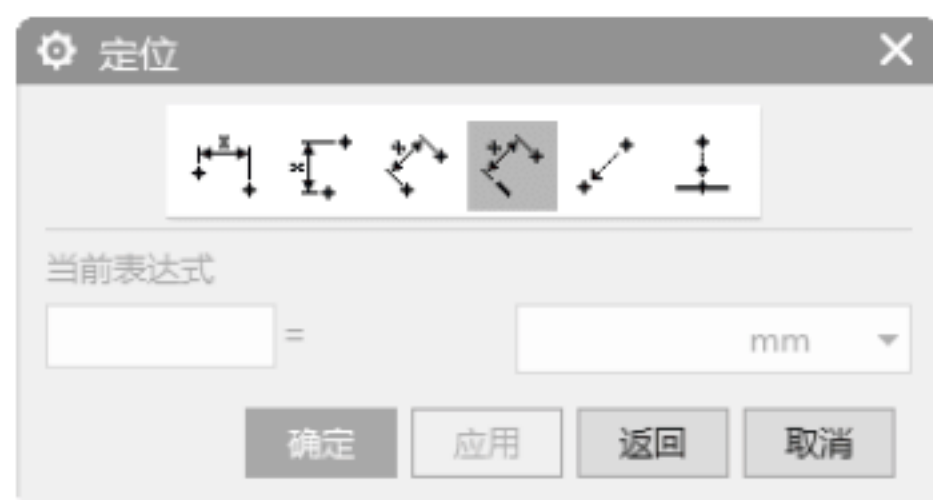 定位
当前表达式
=
mm
确定 应用 返回 取消